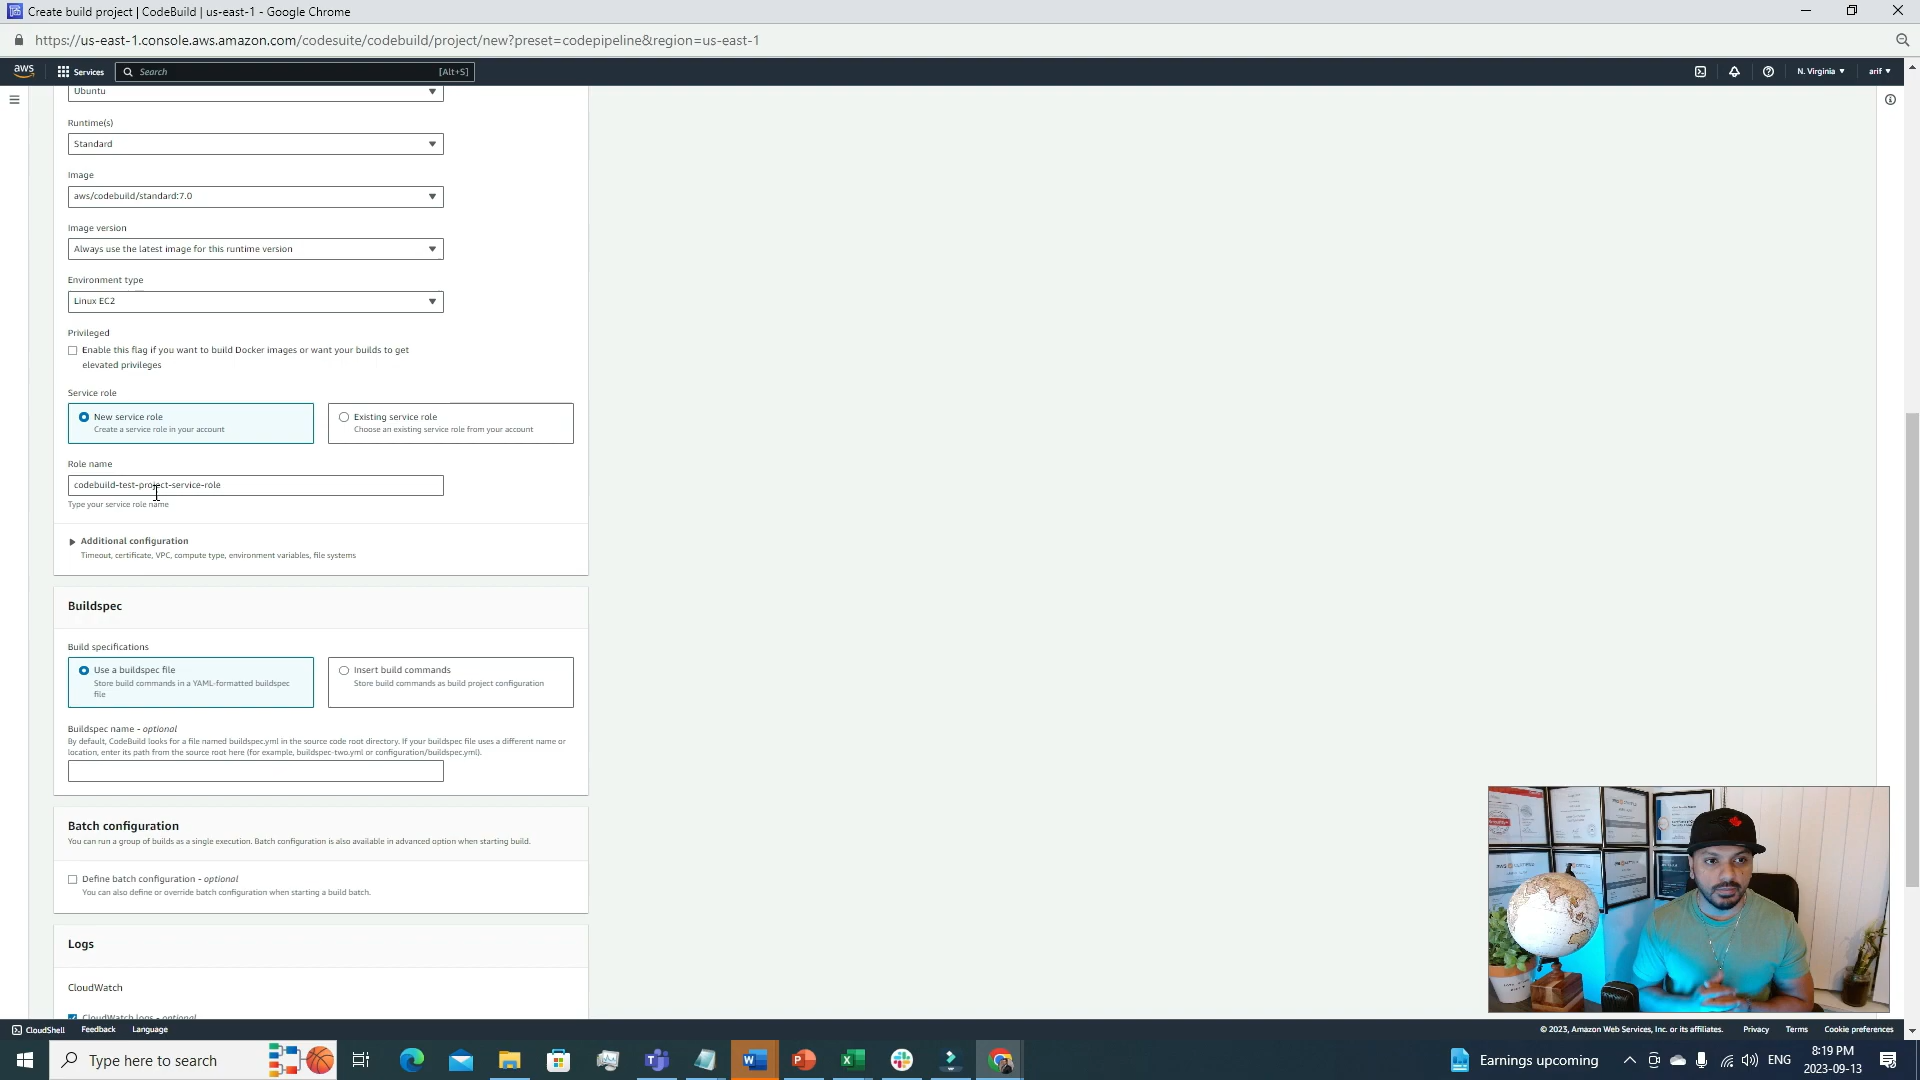 Create build project | CodeBuild | us-east-1 - Google Chrome
https://us-east-1.console.aws.amazon.com/codesuite/codebuild/project/new?preset=codepipeline&region=us-east-1
aws Services Search [Alt+S] N. Virginia arif
Ubuntu
Runtime(s)
Standard
Image
aws/codebuild/standard:7.0
Image version
Always use the latest image for this runtime version
Environment type
Linux EC2
Privileged
Enable this flag if you want to build Docker images or want your builds to get
elevated privileges
Service role
New service role
Create a service role in your account
Existing service role
Choose an existing service role from your account
Role name
codebuild-test-project-service-role
Type your service role name
Additional configuration
Timeout, certificate, VPC, compute type, environment variables, file systems
Buildspec
Build specifications
Use a buildspec file
Store build commands in a YAML-formatted buildspec
file
Insert build commands
Store build commands as build project configuration
Buildspec name - optional
By default, CodeBuild looks for a file named buildspec.yml in the source code root directory. If your buildspec file uses a different name or
location, enter its path from the source root here (for example, buildspec-two.yml or configuration/buildspec.yml).
Batch configuration
You can run a group of builds as a single execution. Batch configuration is also available in advanced option when starting build.
Define batch configuration - optional
You can also define or override batch configuration when starting a build batch.
Logs
CloudWatch
CloudWatch logs - optional
CloudShell Feedback Language © 2023, Amazon Web Services, Inc. or its affiliates. Privacy Terms Cookie preferences
Type here to search Earnings upcoming ENG 8:19 PM
2023-09-13